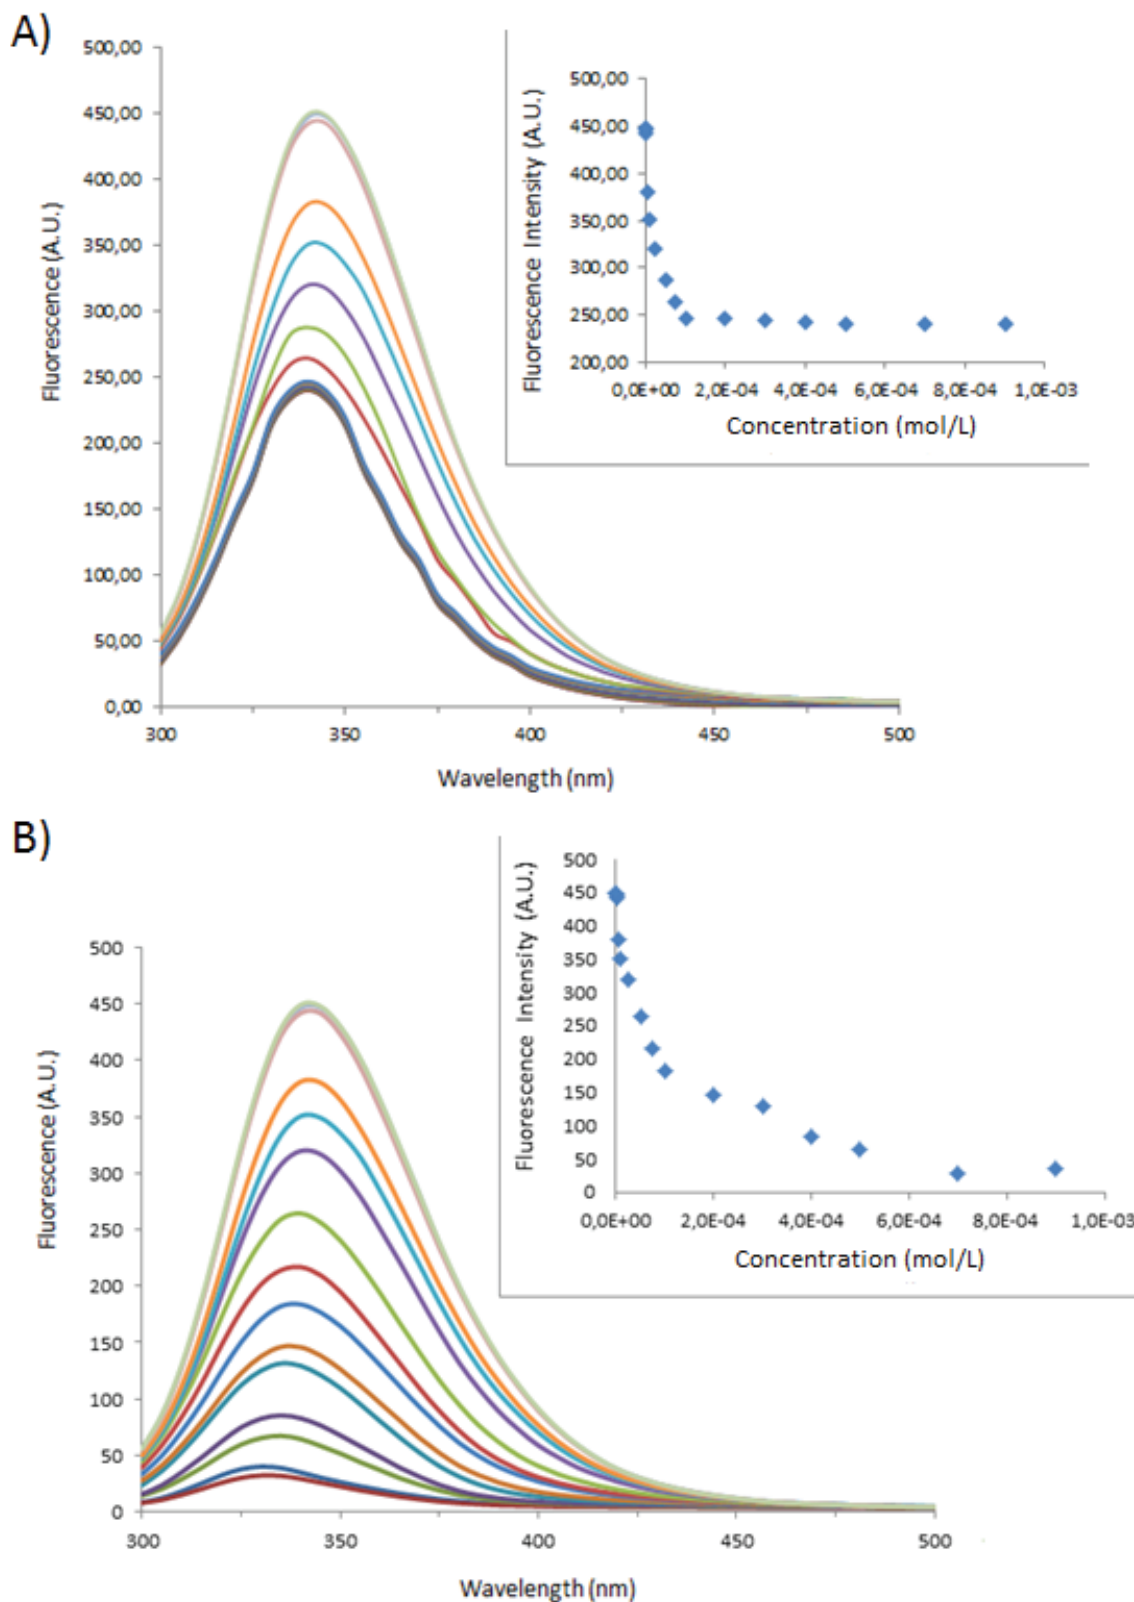 A)
500,00
450,00
400,00
350,00
300,00
250,00
200,00
150,00
100,00
50,00
0,00
Fluorescence (A.U.)
300 350 400 450 500
Wavelength (nm)
500,00
450,00
400,00
350,00
300,00
250,00
200,00
Fluorescence Intensity (A.U.)
0,0E+00 2,0E-04 4,0E-04 6,0E-04 8,0E-04 1,0E-03
Concentration (mol/L)
B)
500
450
400
350
300
250
200
150
100
50
0
Fluorescence (A.U.)
300 350 400 450 500
Wavelength (nm)
500
450
400
350
300
250
200
150
100
50
0
Fluorescence Intensity (A.U.)
0,0E+00 2,0E-04 4,0E-04 6,0E-04 8,0E-04 1,0E-03
Concentration (mol/L)